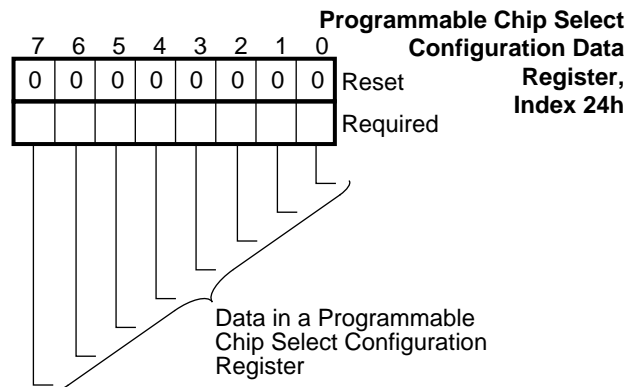 Programmable Chip Select
Configuration Data
Register,
Index 24h
7 6 5 4 3 2 1 0
0 0 0 0 0 0 0 0 Reset
Required
Data in a Programmable
Chip Select Configuration
Register